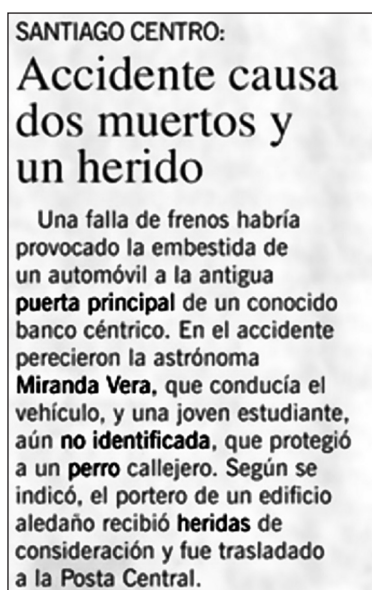 SANTIAGO CENTRO:
Accidente causa
dos muertos y
un herido
Una falla de frenos habría
provocado la embestida de
un automóvil a la antigua
puerta principal de un conocido
banco céntrico. En el accidente
perecieron la astrónoma
Miranda Vera, que conducía el
vehículo, y una joven estudiante,
aún no identificada, que protegió
a un perro callejero. Según se
indicó, el portero de un edificio
aledaño recibió heridas de
consideración y fue trasladado
a la Posta Central.